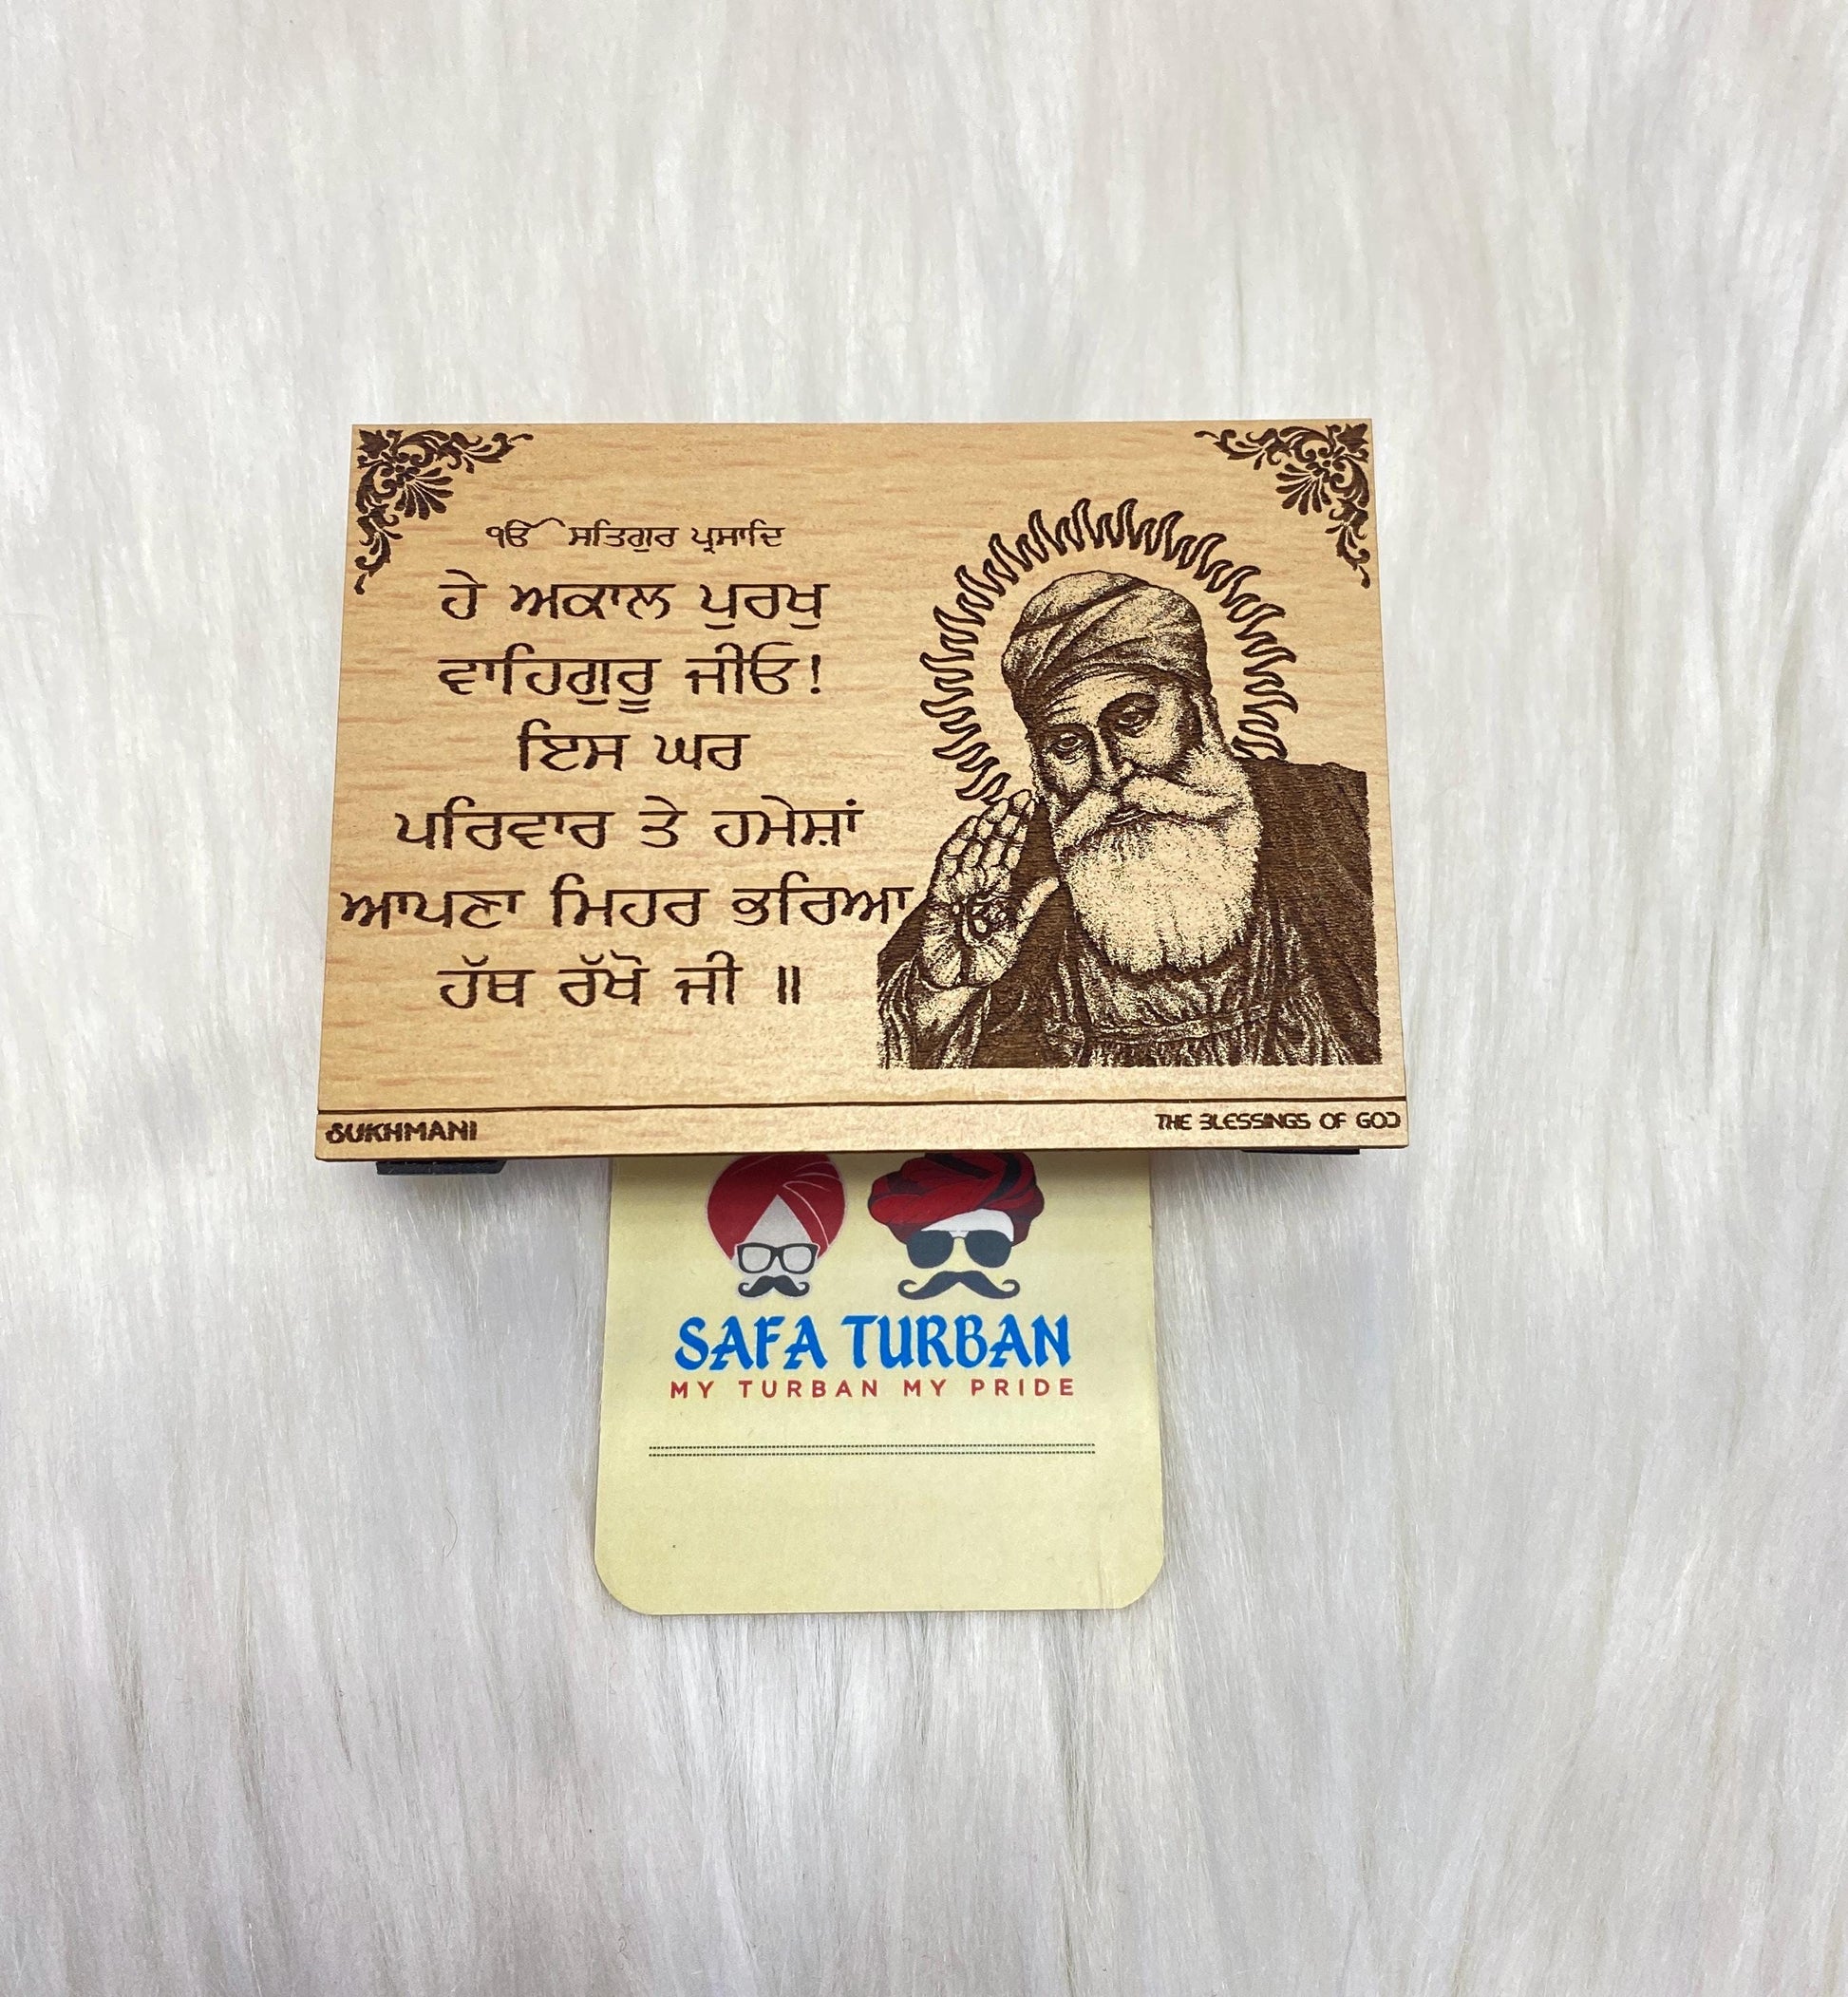 ੴ ਸਤਿਗੁਰ ਪ੍ਰਸਾਦਿ
ਹੇ ਅਕਾਲ ਪੁਰਖੁ
ਵਾਹਿਗੁਰੂ ਜੀਓ!
ਇਸ ਘਰ
ਪਰਿਵਾਰ ਤੇ ਹਮੇਸ਼ਾਂ
ਆਪਣਾ ਮਿਹਰ ਭਰਿਆ
ਹੱਥ ਰੱਖੋ ਜੀ ॥
SUKHMANI
THE BLESSINGS OF GOD
SAFA TURBAN
MY TURBAN MY PRIDE